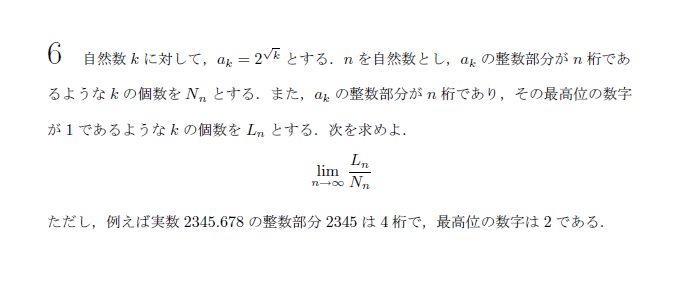 6 自然数 k に対して，a_k = 2^{√k} とする．n を自然数とし，a_k の整数部分が n 桁であ
るような k の個数を N_n とする．また，a_k の整数部分が n 桁であり，その最高位の数字
が 1 であるような k の個数を L_n とする．次を求めよ．
lim_{n→∞} L_n/N_n
ただし，例えば実数 2345.678 の整数部分 2345 は 4 桁で，最高位の数字は 2 である．